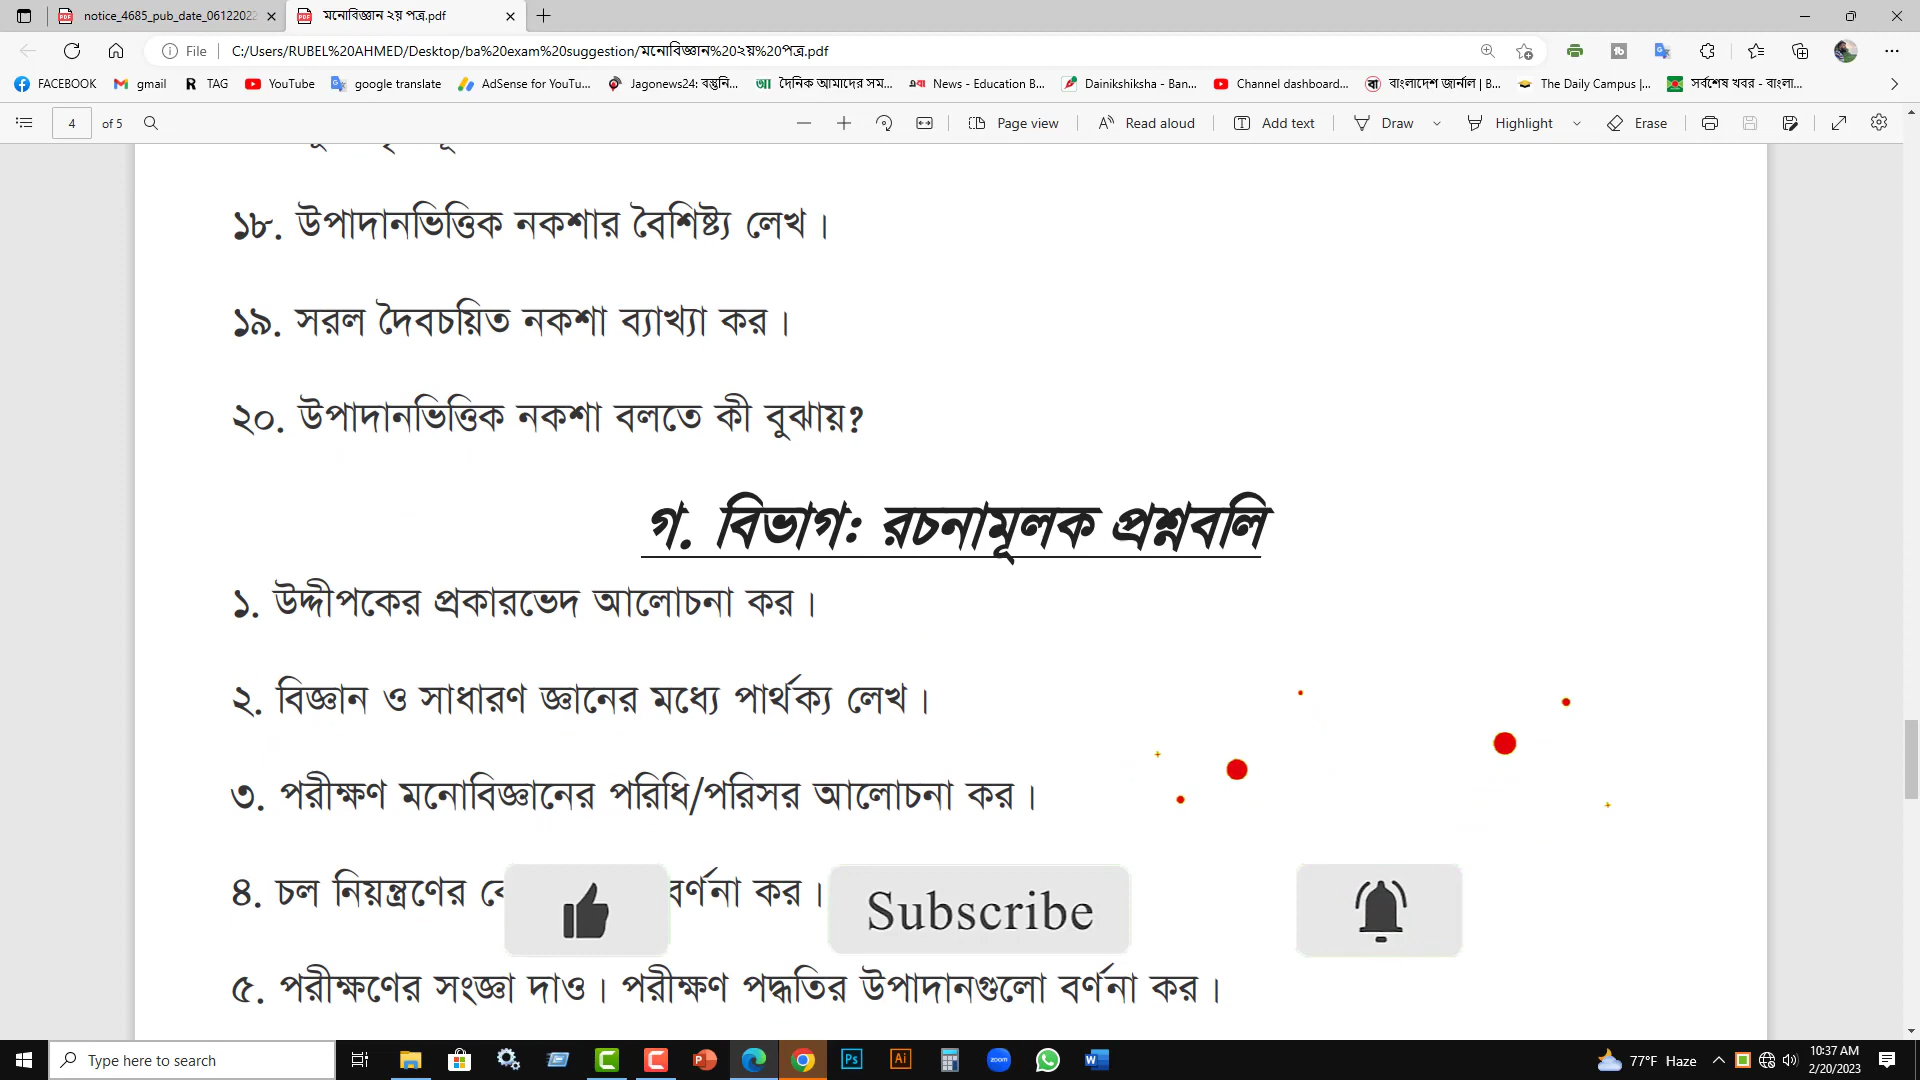 notice_4685_pub_date_06122022
মনোবিজ্ঞান ২য় পত্র.pdf
File
C:/Users/RUBEL%20AHMED/Desktop/ba%20exam%20suggestion/মনোবিজ্ঞান%20২য়%20পত্র.pdf
FACEBOOK
gmail
TAG
YouTube
google translate
AdSense for YouTu...
Jagonews24: বস্তুনি...
দৈনিক আমাদের সম...
News - Education B...
Dainikshiksha - Ban...
Channel dashboard...
বাংলাদেশ জার্নাল | B...
The Daily Campus |...
সর্বশেষ খবর - বাংলা...
4 of 5
Page view
Read aloud
Add text
Draw
Highlight
Erase
১৮. উপাদানভিত্তিক নকশার বৈশিষ্ট্য লেখ।
১৯. সরল দৈবচয়িত নকশা ব্যাখ্যা কর।
২০. উপাদানভিত্তিক নকশা বলতে কী বুঝায়?
গ. বিভাগ: রচনামূলক প্রশ্নবলি
১. উদ্দীপকের প্রকারভেদ আলোচনা কর।
২. বিজ্ঞান ও সাধারণ জ্ঞানের মধ্যে পার্থক্য লেখ।
৩. পরীক্ষণ মনোবিজ্ঞানের পরিধি/পরিসর আলোচনা কর।
৪. চল নিয়ন্ত্রণের বর্ণনা কর।
Subscribe
৫. পরীক্ষণের সংজ্ঞা দাও। পরীক্ষণ পদ্ধতির উপাদানগুলো বর্ণনা কর।
Type here to search
77°F Haze
10:37 AM
2/20/2023